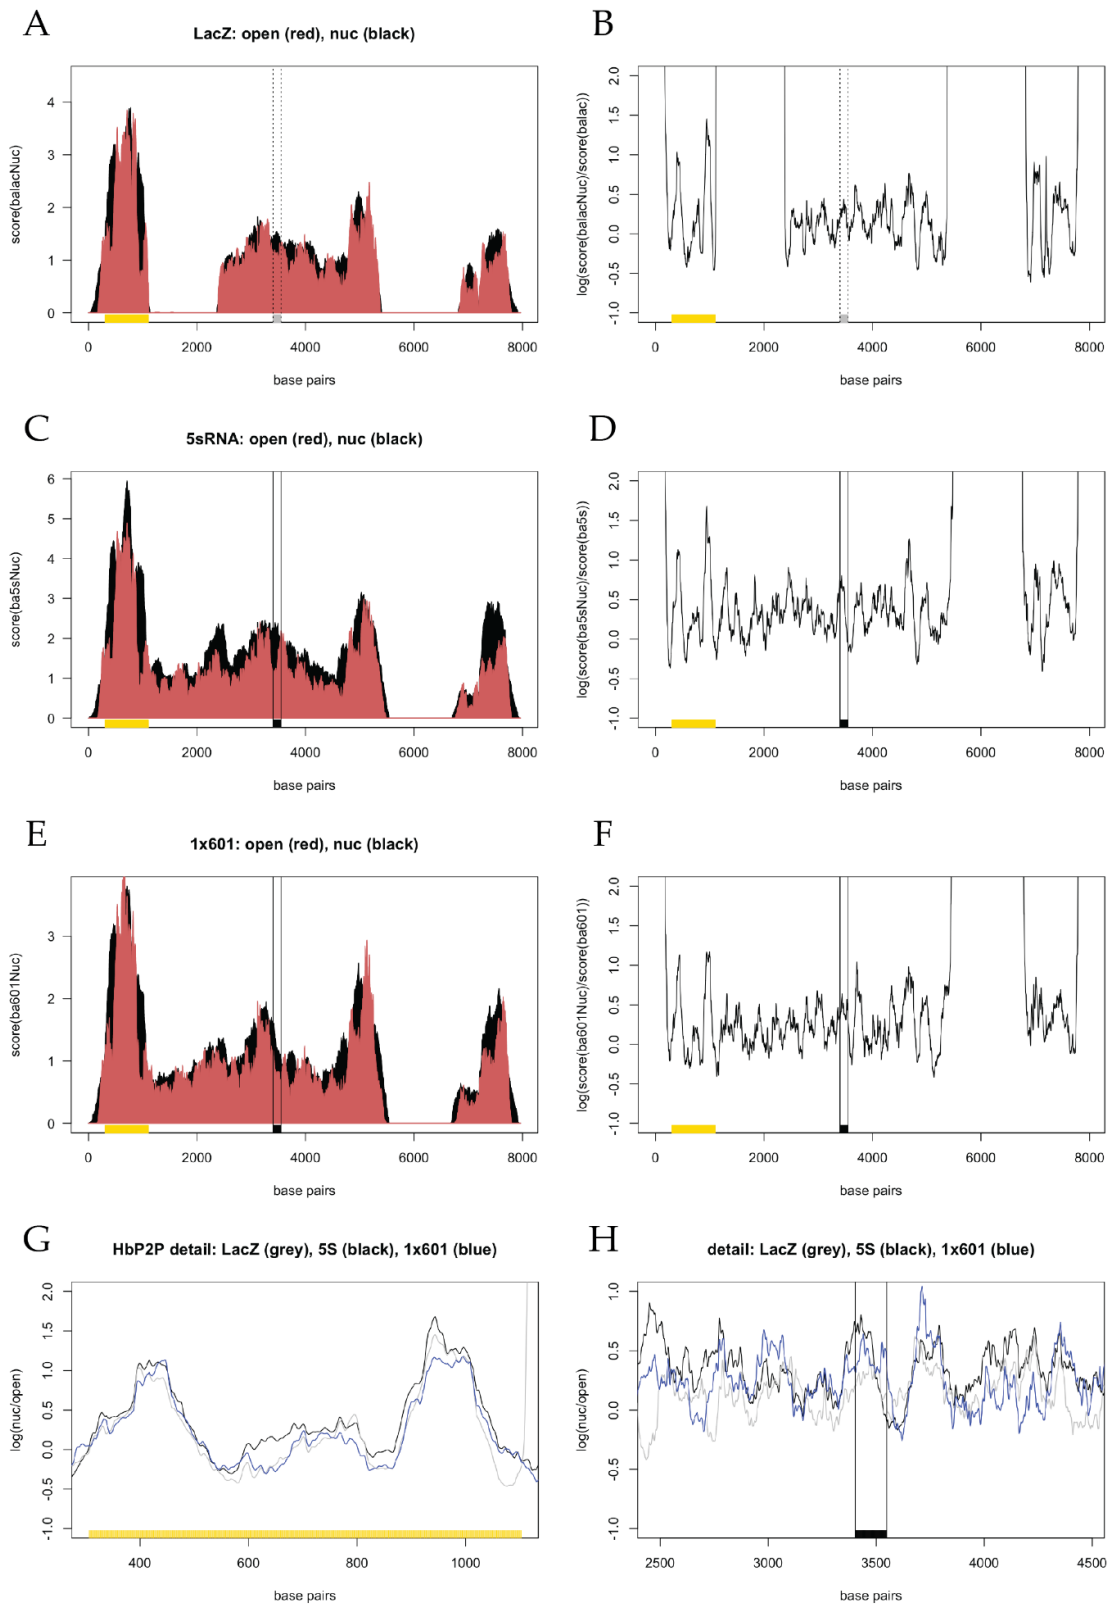 A
LacZ: open (red), nuc (black)
score(balacNuc)
4
3
2
1
0
0 2000 4000 6000 8000
base pairs
B
log(score(balacNuc)/score(balac))
2.0
1.5
1.0
0.5
0.0
-0.5
-1.0
0 2000 4000 6000 8000
base pairs
C
5sRNA: open (red), nuc (black)
score(ba5sNuc)
6
5
4
3
2
1
0
0 2000 4000 6000 8000
base pairs
D
log(score(ba5sNuc)/score(ba5s))
2.0
1.5
1.0
0.5
0.0
-0.5
-1.0
0 2000 4000 6000 8000
base pairs
E
1x601: open (red), nuc (black)
score(ba601Nuc)
3
2
1
0
0 2000 4000 6000 8000
base pairs
F
log(score(ba601Nuc)/score(ba601))
2.0
1.5
1.0
0.5
0.0
-0.5
-1.0
0 2000 4000 6000 8000
base pairs
G
HbP2P detail: LacZ (grey), 5S (black), 1x601 (blue)
log(nuc/open)
2.0
1.5
1.0
0.5
0.0
-0.5
-1.0
400 600 800 1000
base pairs
H
detail: LacZ (grey), 5S (black), 1x601 (blue)
log(nuc/open)
1.0
0.5
0.0
-0.5
-1.0
2500 3000 3500 4000 4500
base pairs